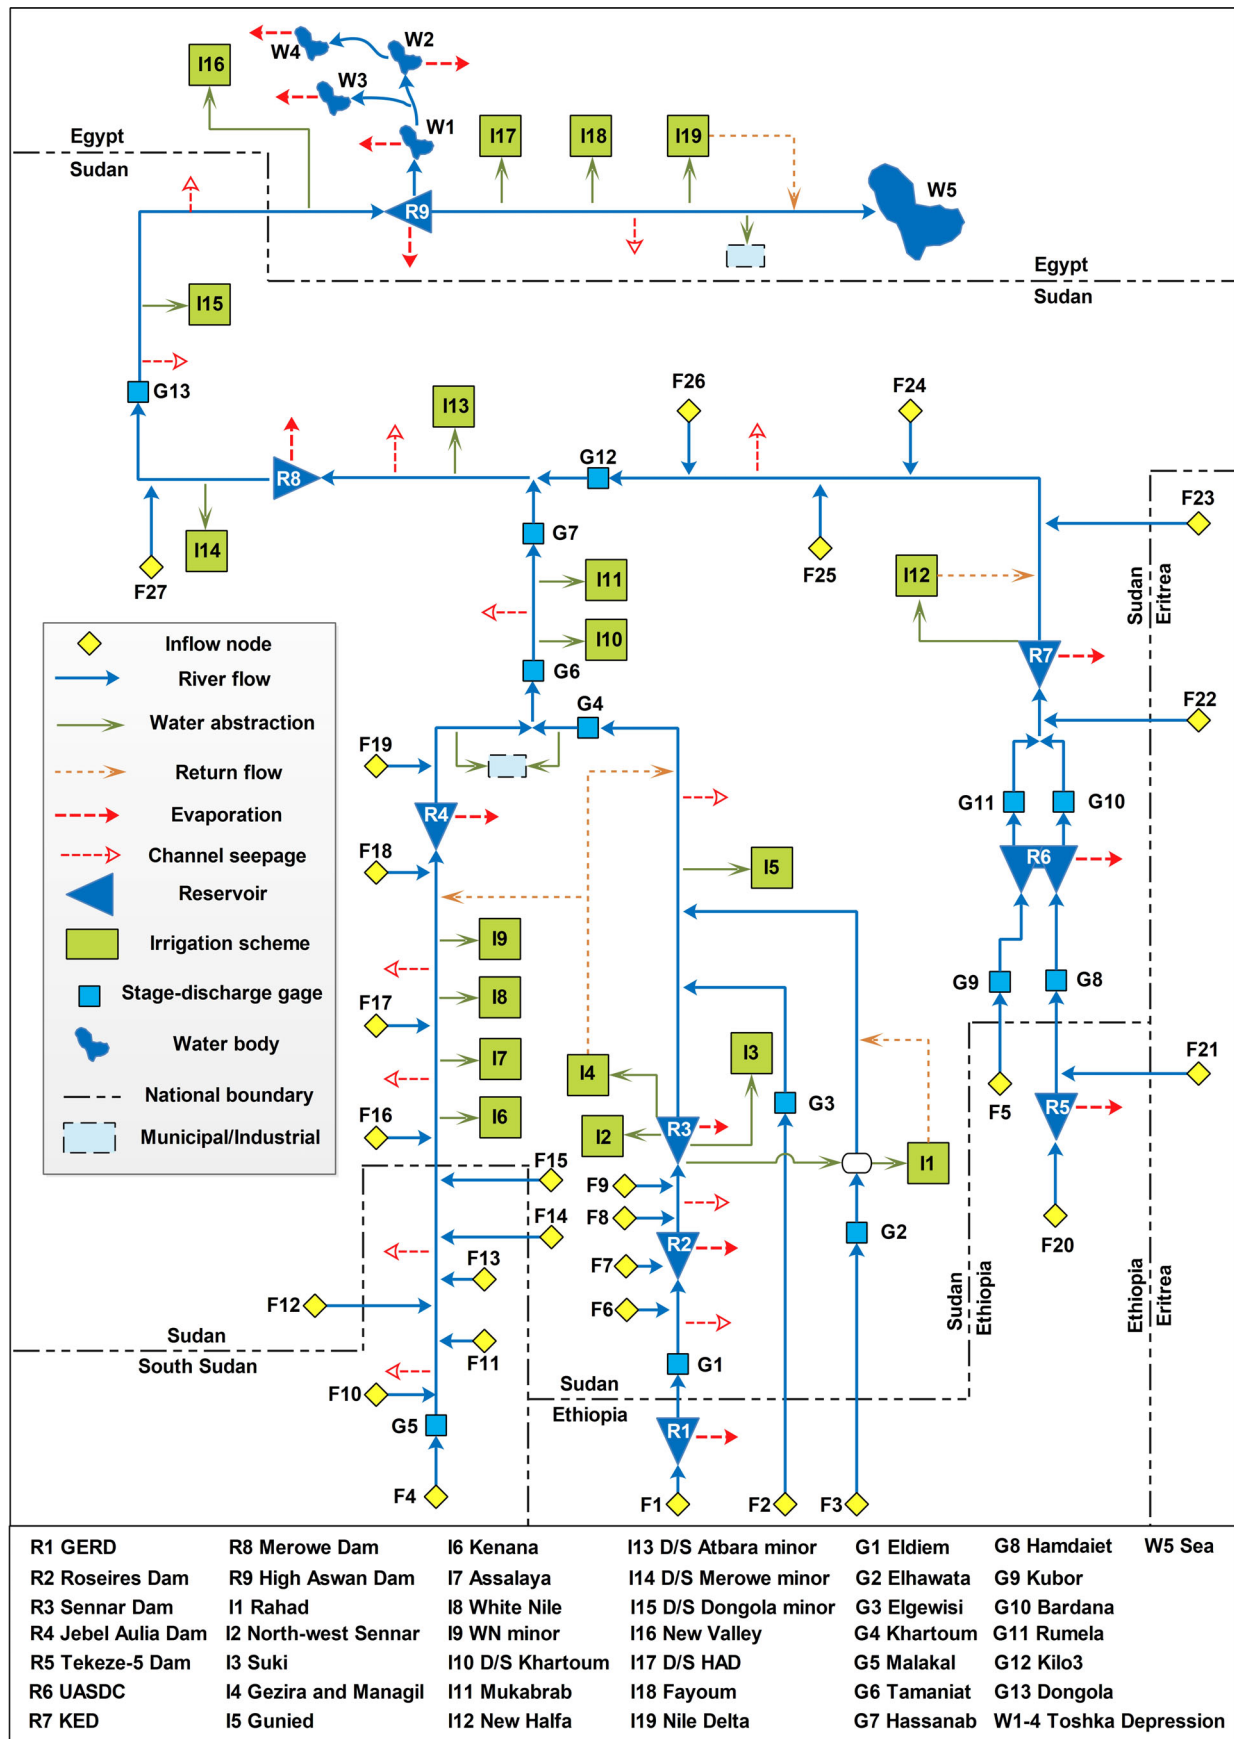 W2
W4
I16
W3
W1
I17
I18
I19
Egypt
Sudan
W5
R9
Egypt
Sudan
I15
G13
F26
F24
I13
G12
R8
F23
G7
I14
F27
F25
I11
I12
Sudan
Eritrea
Inflow node
River flow
Water abstraction
Return flow
Evaporation
Channel seepage
Reservoir
Irrigation scheme
Stage-discharge gage
Water body
National boundary
Municipal/Industrial
I10
R7
G6
G4
F22
F19
G11
G10
R4
R6
F18
I5
I9
G9
G8
F17
I8
I7
I3
I4
G3
F21
F5
R5
F16
I6
I2
R3
F15
I1
F9
F14
F8
G2
F20
R2
F13
F7
F12
F6
Sudan
Ethiopia
Ethiopia
Eritrea
Sudan
South Sudan
F11
G1
F10
Sudan
Ethiopia
G5
R1
F4
F1
F2
F3
R1 GERD
R2 Roseires Dam
R3 Sennar Dam
R4 Jebel Aulia Dam
R5 Tekeze-5 Dam
R6 UASDC
R7 KED
R8 Merowe Dam
R9 High Aswan Dam
I1 Rahad
I2 North-west Sennar
I3 Suki
I4 Gezira and Managil
I5 Gunied
I6 Kenana
I7 Assalaya
I8 White Nile
I9 WN minor
I10 D/S Khartoum
I11 Mukabrab
I12 New Halfa
I13 D/S Atbara minor
I14 D/S Merowe minor
I15 D/S Dongola minor
I16 New Valley
I17 D/S HAD
I18 Fayoum
I19 Nile Delta
G1 Eldiem
G2 Elhawata
G3 Elgewisi
G4 Khartoum
G5 Malakal
G6 Tamaniat
G7 Hassanab
G8 Hamdaiet
G9 Kubor
G10 Bardana
G11 Rumela
G12 Kilo3
G13 Dongola
W1-4 Toshka Depression
W5 Sea